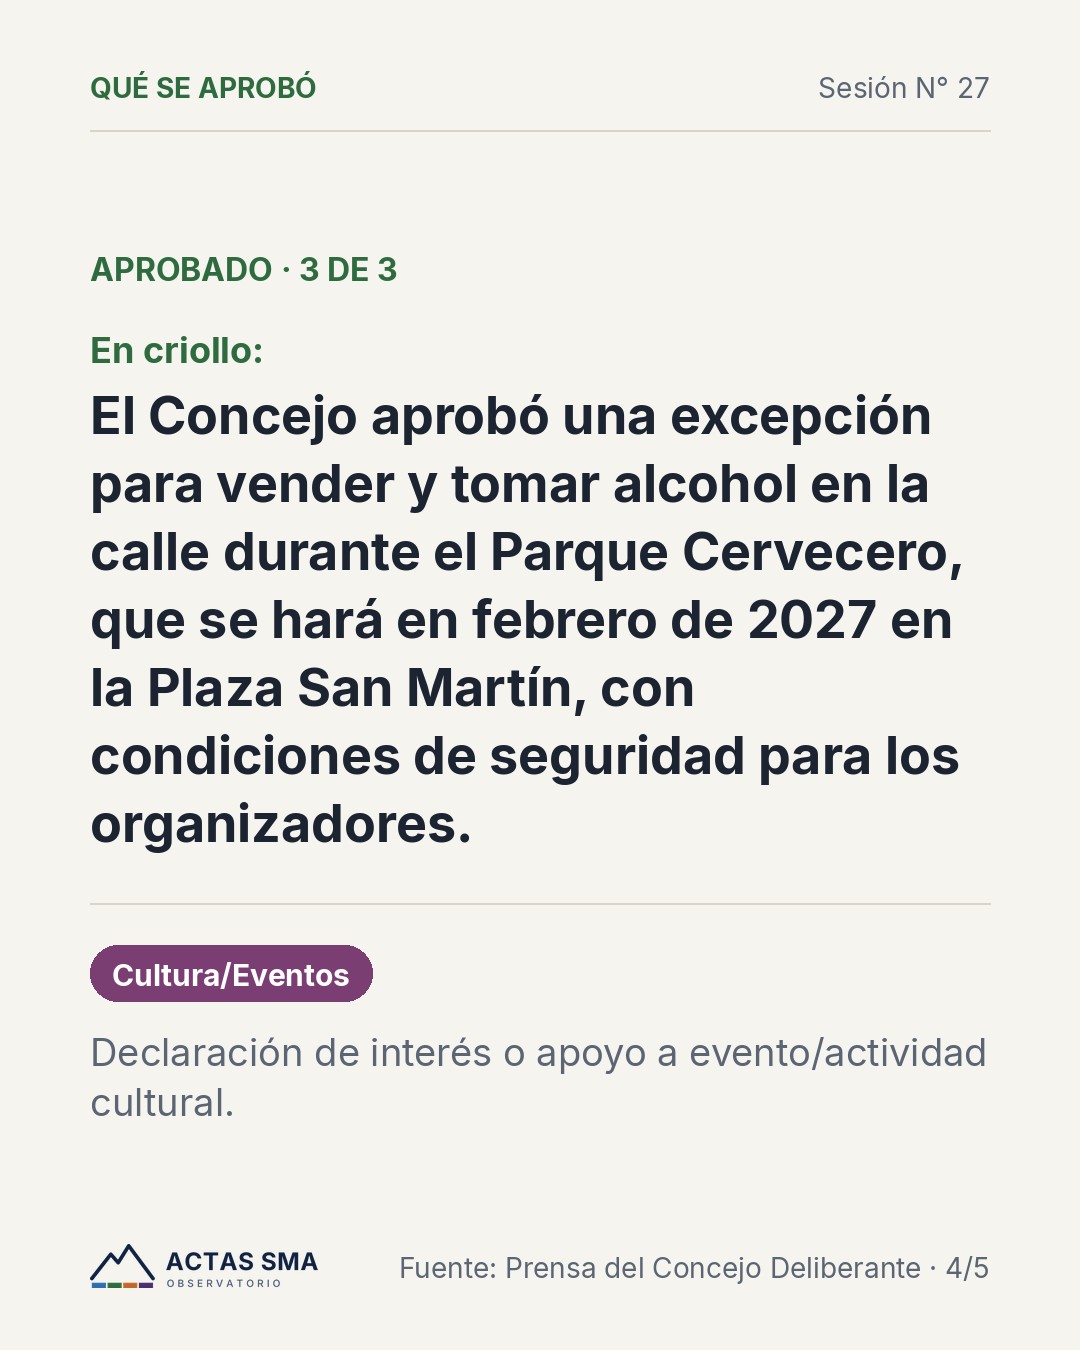 QUÉ SE APROBÓ
Sesión N° 27
APROBADO · 3 DE 3
En criollo:
El Concejo aprobó una excepción
para vender y tomar alcohol en la
calle durante el Parque Cervecero,
que se hará en febrero de 2027 en
la Plaza San Martín, con
condiciones de seguridad para los
organizadores.
Cultura/Eventos
Declaración de interés o apoyo a evento/actividad
cultural.
ACTAS SMA
OBSERVATORIO
Fuente: Prensa del Concejo Deliberante · 4/5